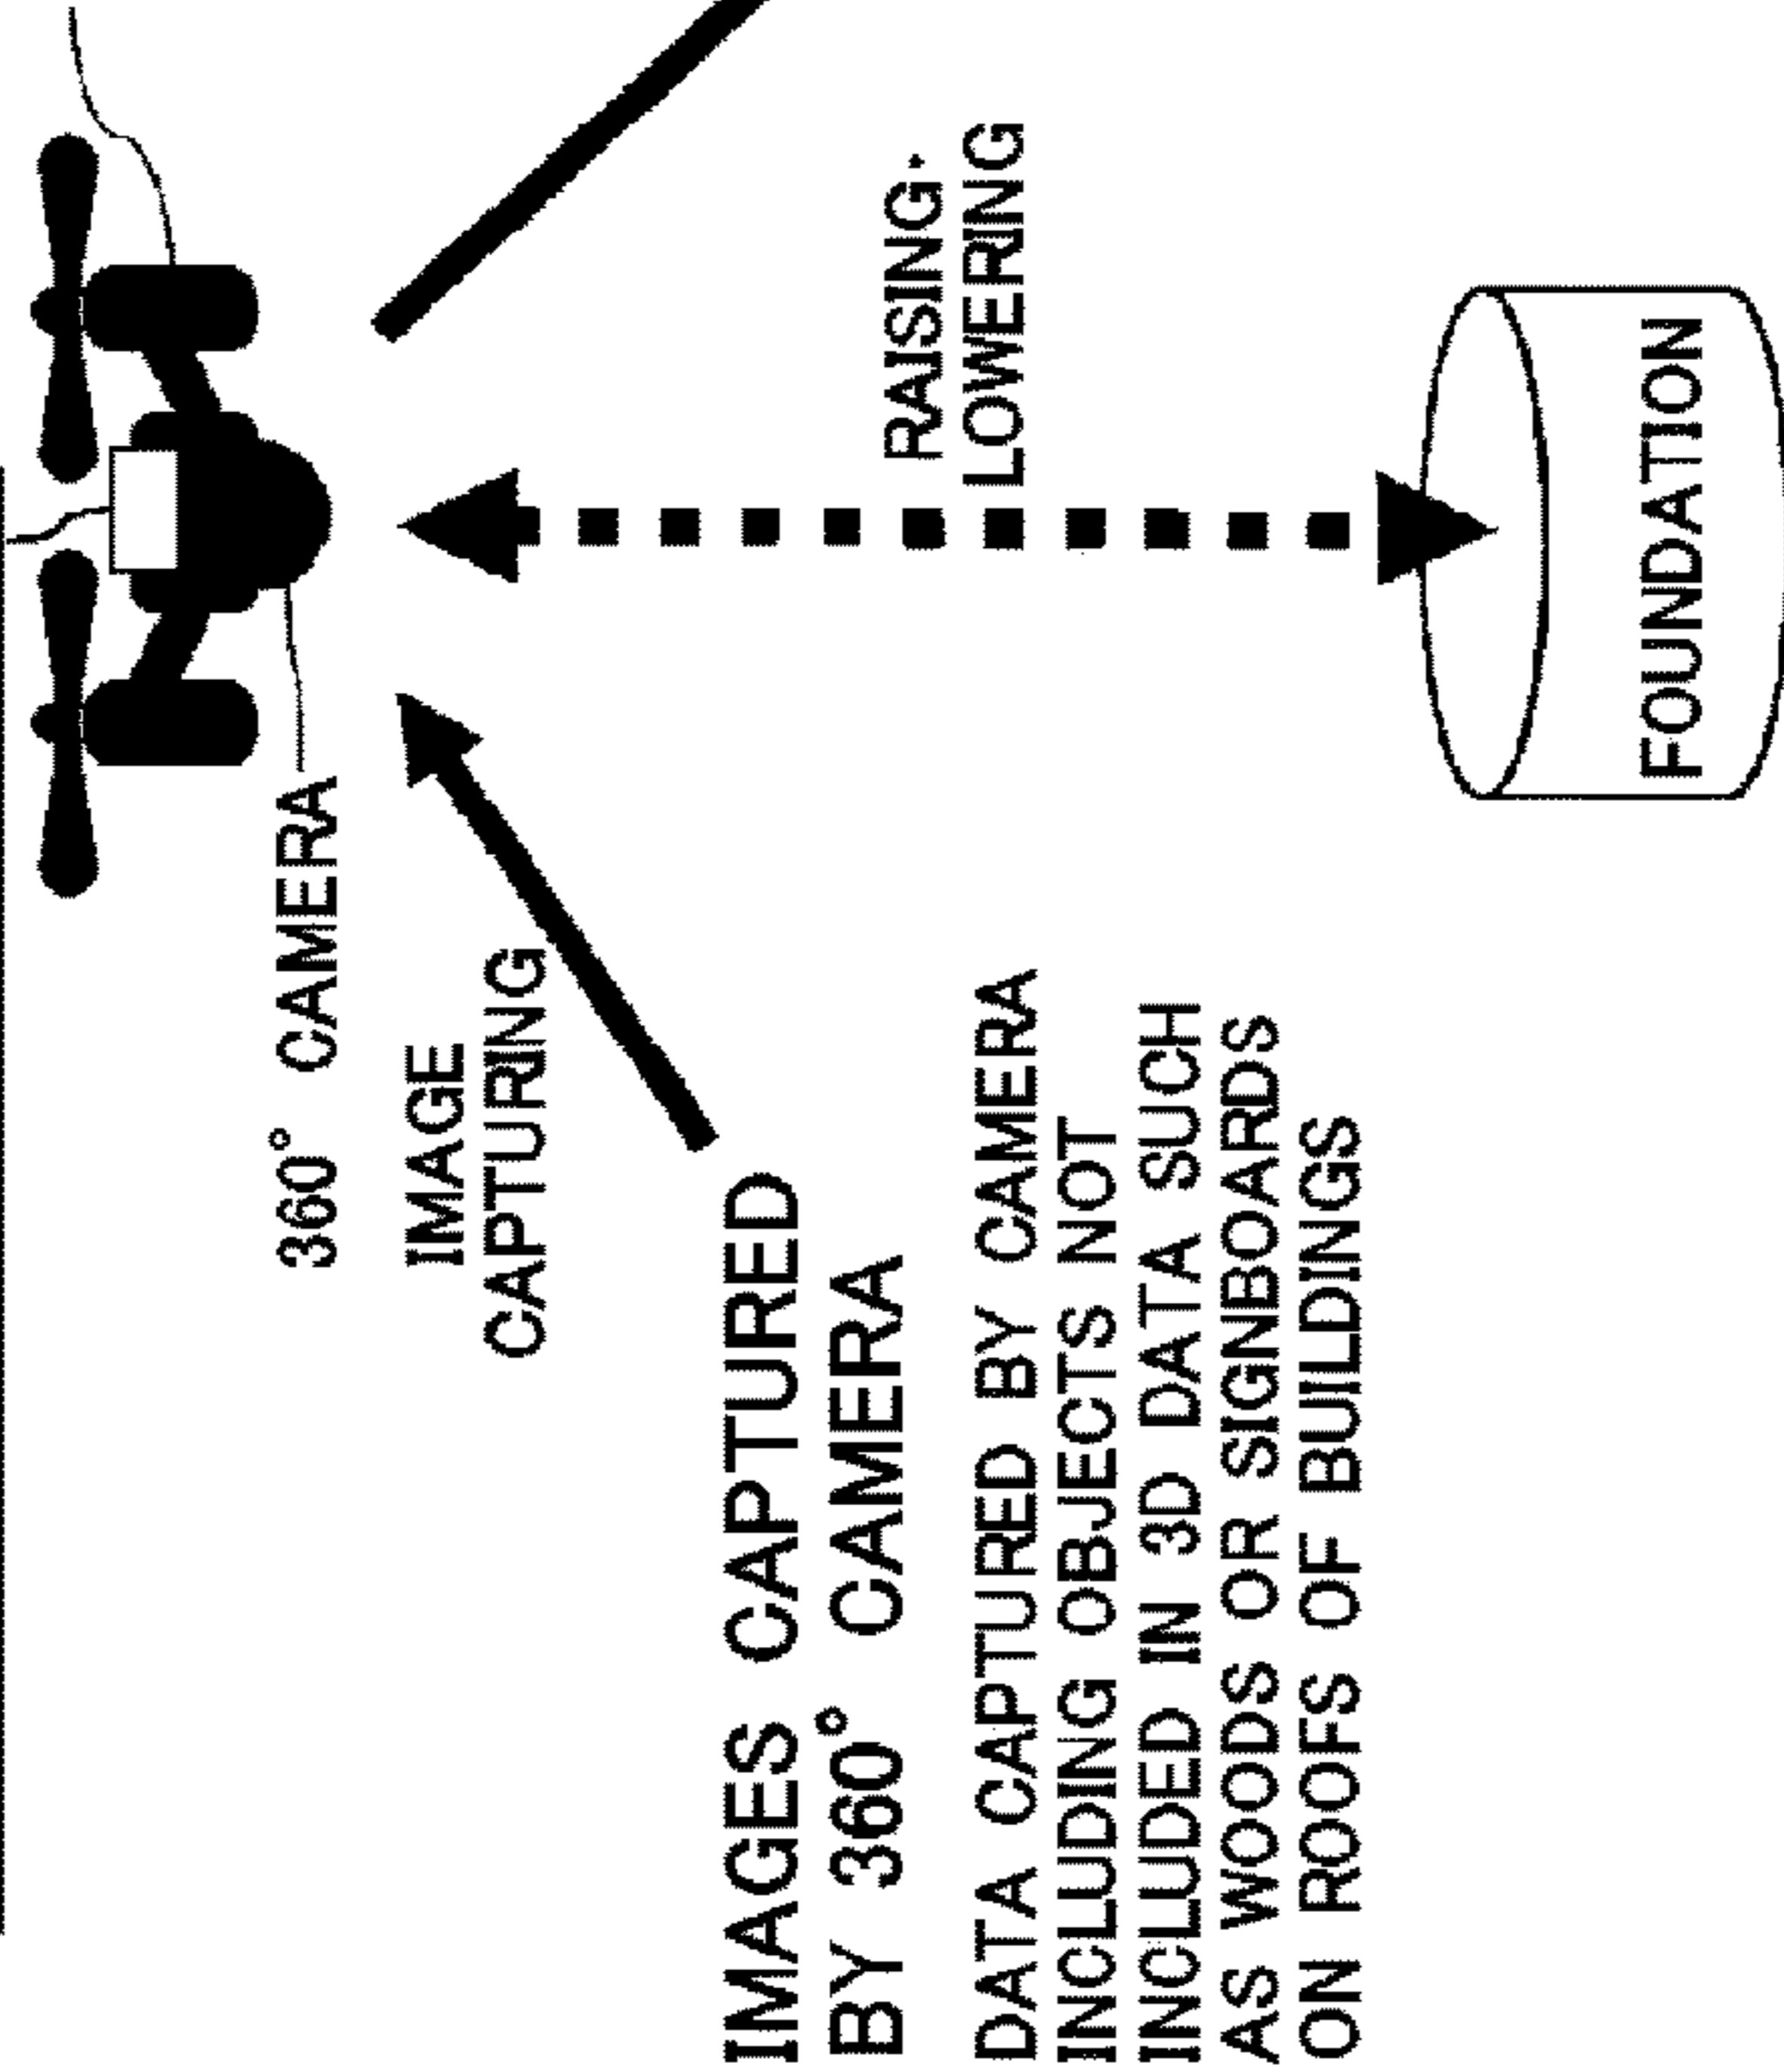 360° CAMERA
IMAGE
CAPTURING
IMAGES CAPTURED
BY 360° CAMERA
DATA CAPTURED BY CAMERA
INCLUDING OBJECTS NOT
INCLUDED IN 3D DATA SUCH
AS WOODS OR SIGNBOARDS
ON ROOFS OF BUILDINGS
RAISING·
LOWERING
FOUNDATION